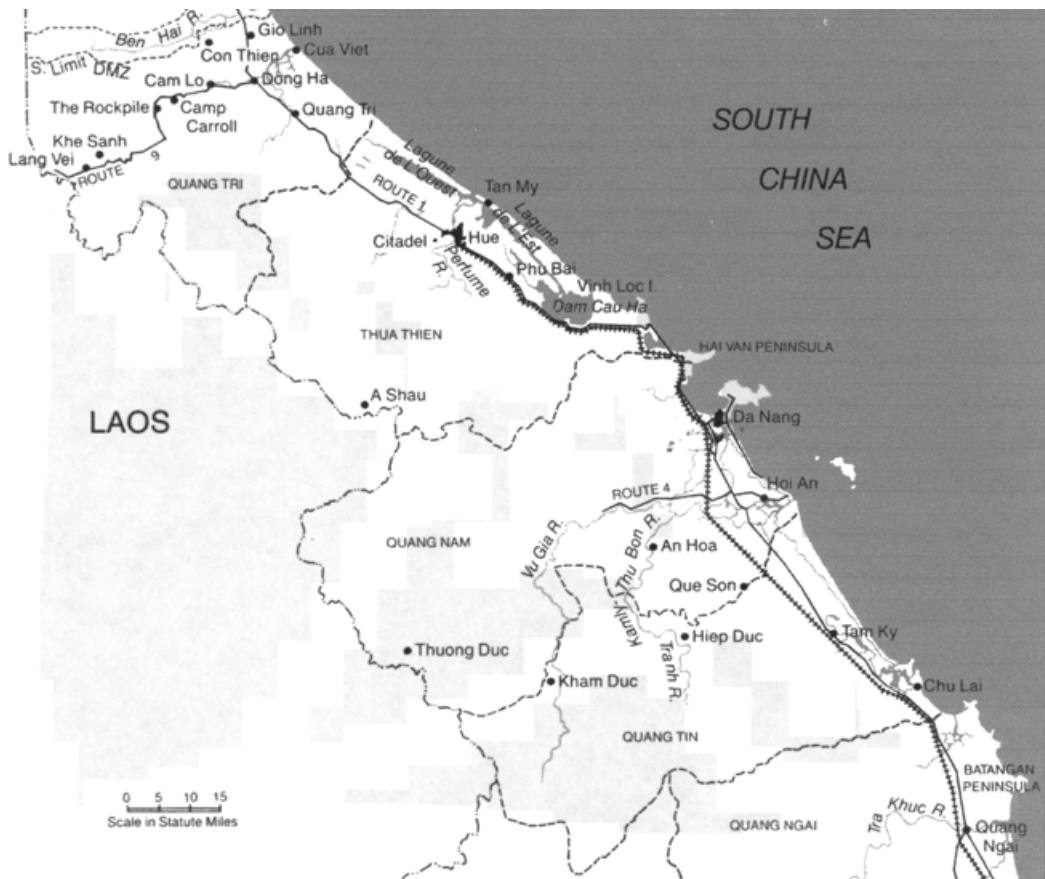 Ben Hai R.
Gio Linh
Con Thien
Cua Viet
S. Limit DMZ
Cam Lo
Dong Ha
The Rockpile
Camp
Carroll
Quang Tri
Khe Sanh
Lang Vei
ROUTE 9
QUANG TRI
Lagune
de L'Ouest
ROUTE 1
Tan My
Lagune
de L'Est
Citadel
Hue
Perfume
R.
Phu Bai
Vinh Loc I.
Dam Cau Ha
SOUTH
CHINA
SEA
THUA THIEN
HAI VAN PENINSULA
A Shau
LAOS
Da Nang
ROUTE 4
Hoi An
QUANG NAM
Vu Gia R.
Thu Bon R.
An Hoa
Que Son
Kamly
Hiep Duc
Tranh R.
Tam Ky
Thuong Duc
Kham Duc
Chu Lai
QUANG TIN
BATANGAN
PENINSULA
0 5 10 15
Scale in Statute Miles
QUANG NGAI
Tra Khuc R.
Quang
Ngai